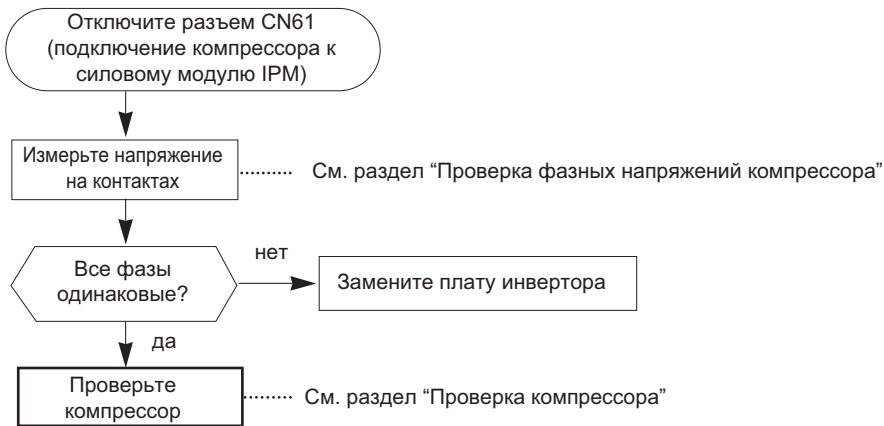 Отключите разъем CN61
(подключение компрессора к
силовому модулю IPM)
Измерьте напряжение
на контактах
См. раздел “Проверка фазных напряжений компрессора”
Все фазы
одинаковые?
нет
Замените плату инвертора
да
Проверьте
компрессор
См. раздел “Проверка компрессора”